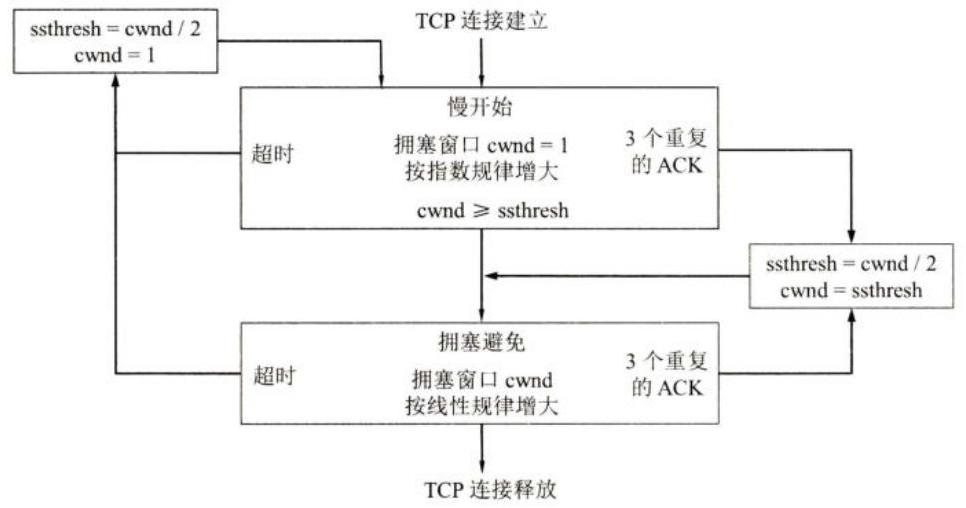 TCP 连接建立
ssthresh = cwnd / 2
cwnd = 1
慢开始
超时
拥塞窗口 cwnd = 1
按指数规律增大
3 个重复
的 ACK
cwnd ⩾ ssthresh
ssthresh = cwnd / 2
cwnd = ssthresh
拥塞避免
超时
拥塞窗口 cwnd
按线性规律增大
3 个重复
的 ACK
TCP 连接释放